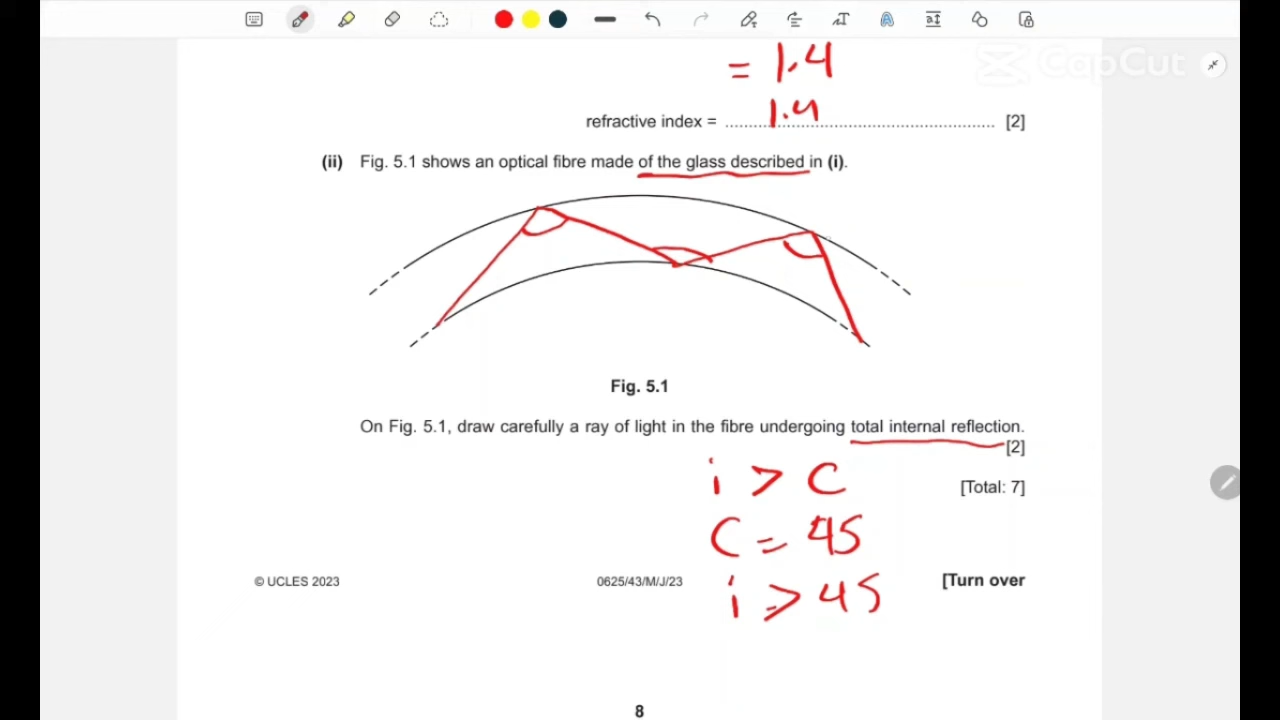 CapCut
= 1.4
refractive index = 1.4 [2]
(ii) Fig. 5.1 shows an optical fibre made of the glass described in (i).
Fig. 5.1
On Fig. 5.1, draw carefully a ray of light in the fibre undergoing total internal reflection.
[2]
i > C
[Total: 7]
C = 45
© UCLES 2023
0625/43/M/J/23
[Turn over
i > 45
8